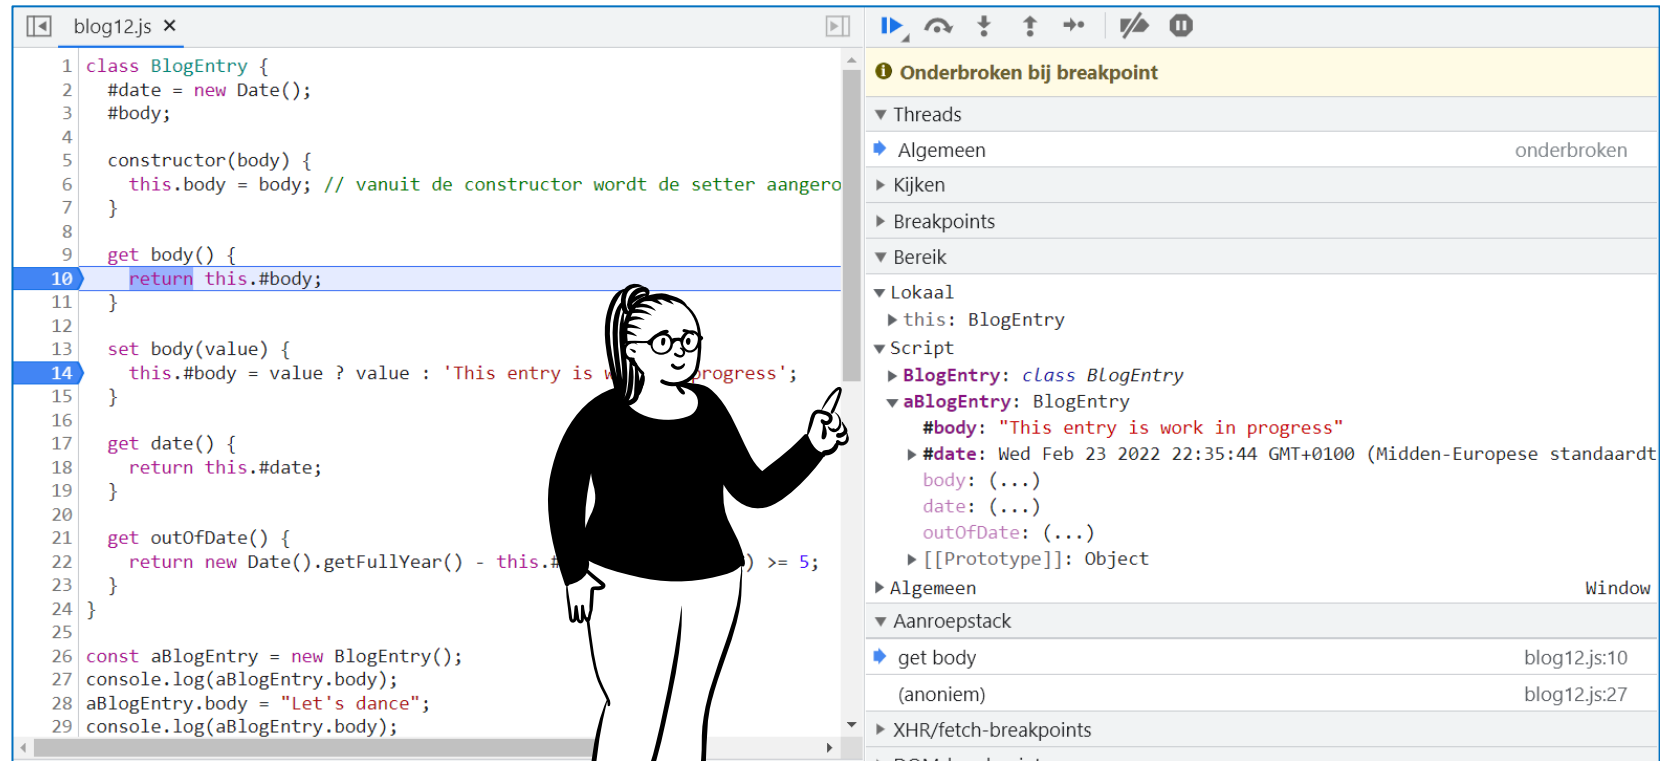 blog12.js ×
1 class BlogEntry {
2 #date = new Date();
3 #body;
4
5 constructor(body) {
6 this.body = body; // vanuit de constructor wordt de setter aangero
7 }
8
9 get body() {
10 return this.#body;
11 }
12
13 set body(value) {
14 this.#body = value ? value : 'This entry is progress';
15 }
16
17 get date() {
18 return this.#date;
19 }
20
21 get outOfDate() {
22 return new Date().getFullYear() - this.# ) >= 5;
23 }
24 }
25
26 const aBlogEntry = new BlogEntry();
27 console.log(aBlogEntry.body);
28 aBlogEntry.body = "Let's dance";
29 console.log(aBlogEntry.body);
Onderbroken bij breakpoint
Threads
Algemeen onderbroken
Kijken
Breakpoints
Bereik
Lokaal
this: BlogEntry
Script
BlogEntry: class BlogEntry
aBlogEntry: BlogEntry
#body: "This entry is work in progress"
#date: Wed Feb 23 2022 22:35:44 GMT+0100 (Midden-Europese standaardt
body: (...)
date: (...)
outOfDate: (...)
[[Prototype]]: Object
Algemeen Window
Aanroepstack
get body blog12.js:10
(anoniem) blog12.js:27
XHR/fetch-breakpoints